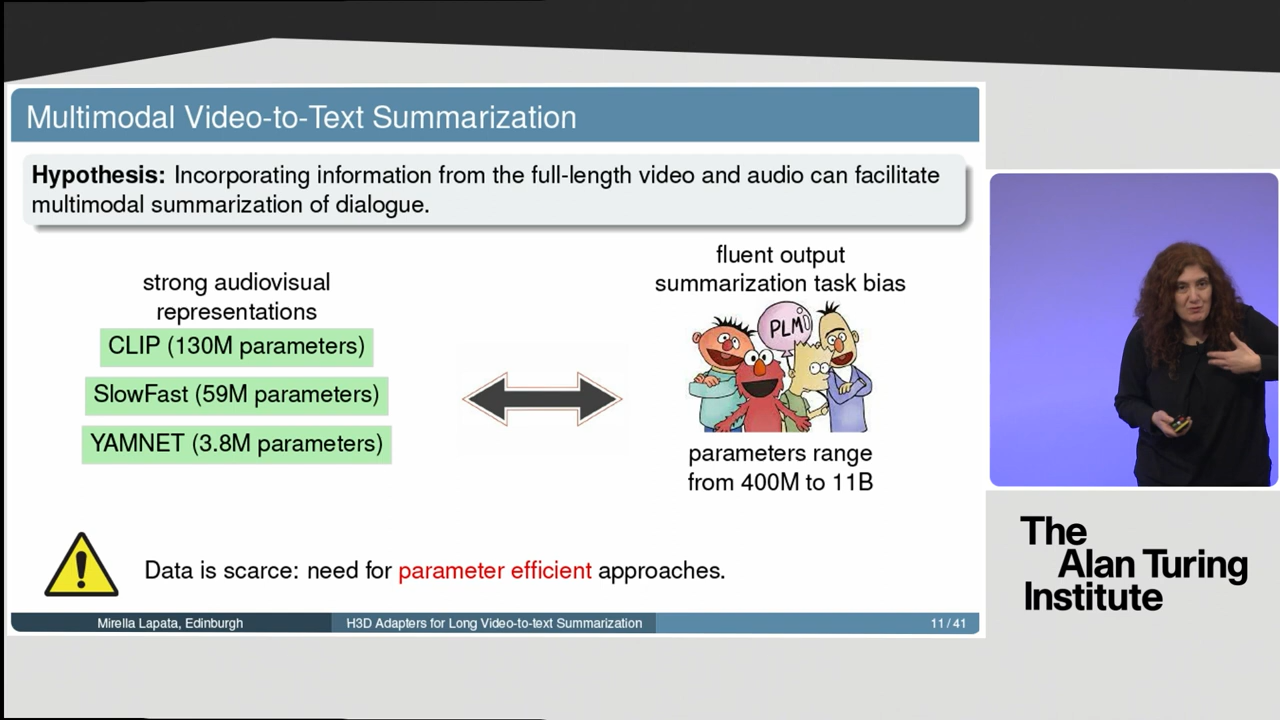 Multimodal Video-to-Text Summarization
Hypothesis: Incorporating information from the full-length video and audio can facilitate
multimodal summarization of dialogue.
strong audiovisual
representations
CLIP (130M parameters)
SlowFast (59M parameters)
YAMNET (3.8M parameters)
fluent output
summarization task bias
PLM
parameters range
from 400M to 11B
Data is scarce: need for parameter efficient approaches.
Mirella Lapata, Edinburgh
H3D Adapters for Long Video-to-text Summarization
11 / 41
The
Alan Turing
Institute